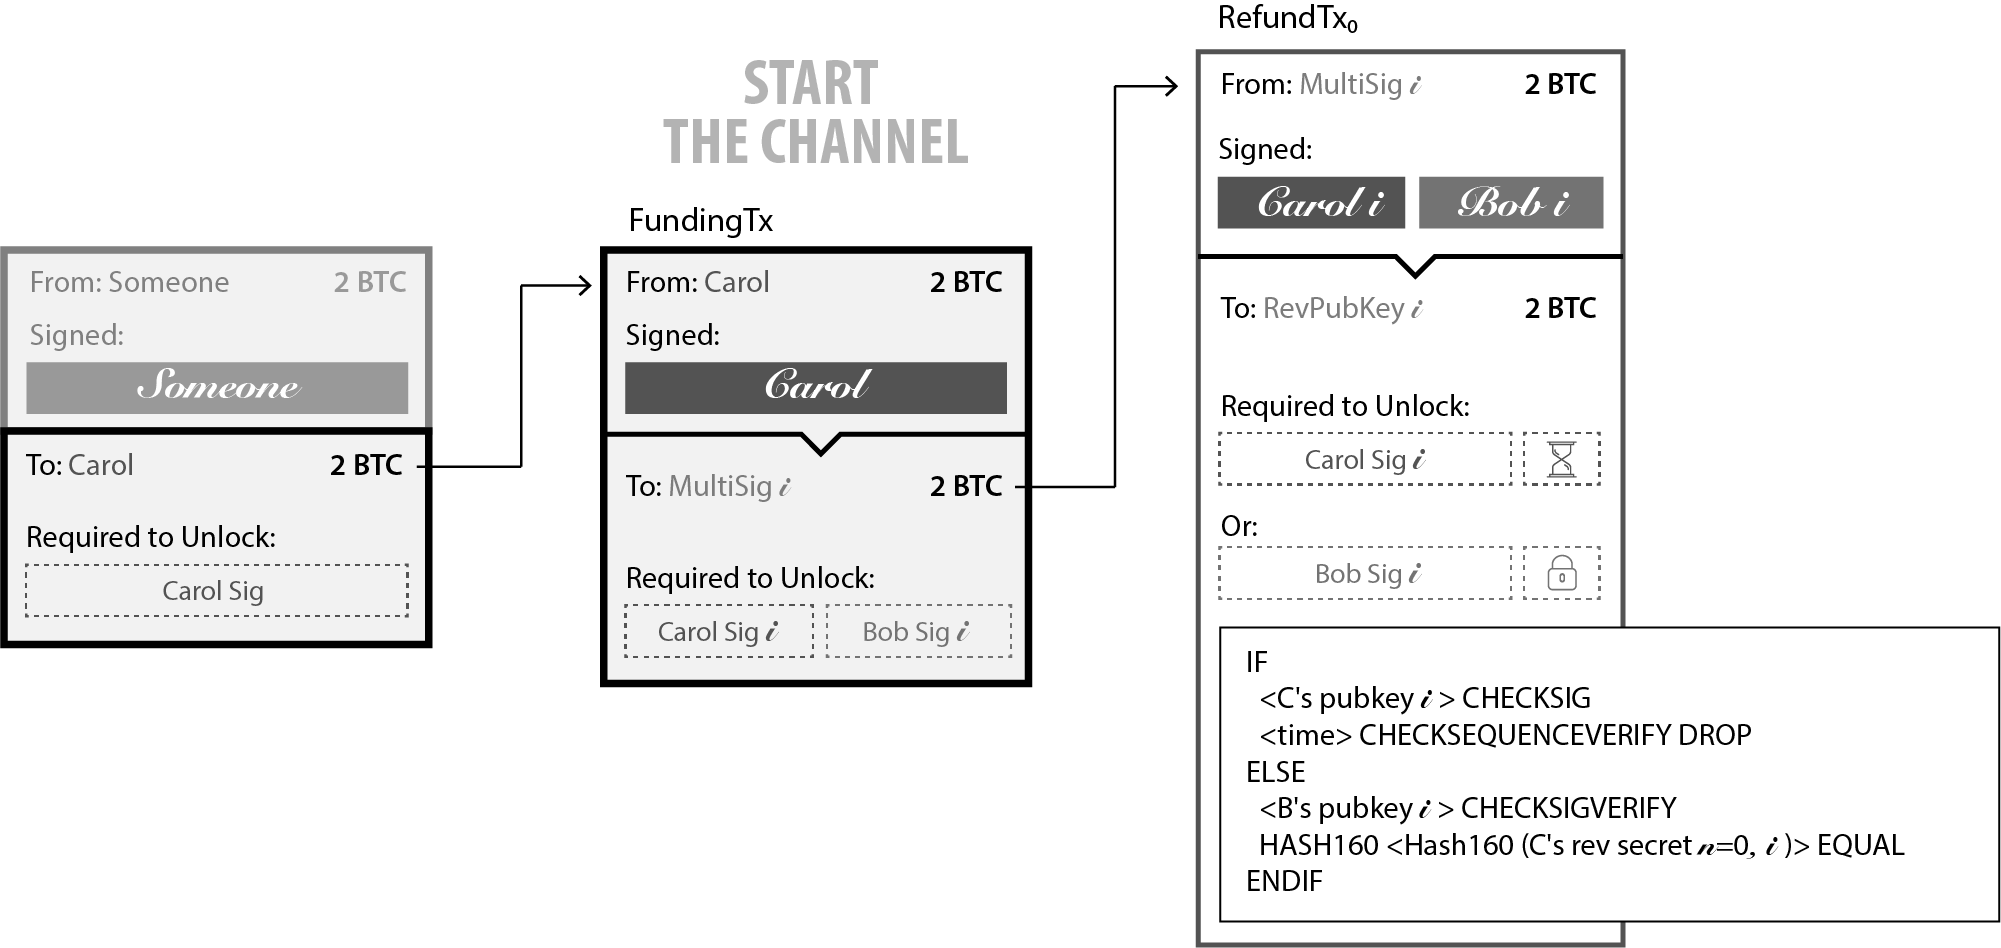 START
THE CHANNEL
From: Someone 2 BTC
Signed:
Someone
To: Carol 2 BTC
Required to Unlock:
Carol Sig
FundingTx
From: Carol 2 BTC
Signed:
Carol
To: MultiSig i 2 BTC
Required to Unlock:
Carol Sig i Bob Sig i
RefundTx₀
From: MultiSig i 2 BTC
Signed:
Carol i Bob i
To: RevPubKey i 2 BTC
Required to Unlock:
Carol Sig i
Or:
Bob Sig i
IF
<C's pubkey i > CHECKSIG
<time> CHECKSEQUENCEVERIFY DROP
ELSE
<B's pubkey i > CHECKSIGVERIFY
HASH160 <Hash160 (C's rev secret n=0, i )> EQUAL
ENDIF